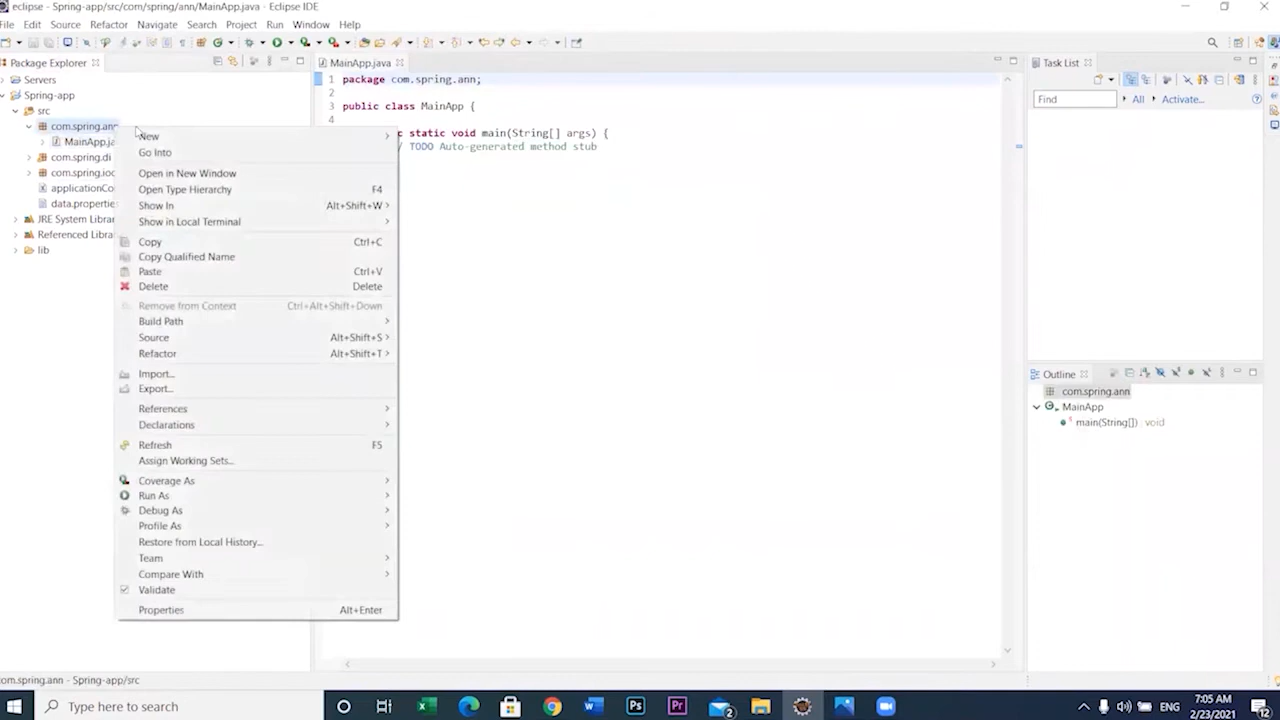 eclipse - Spring-app/src/com/spring/ann/MainApp.java - Eclipse IDE
File Edit Source Refactor Navigate Search Project Run Window Help
Package Explorer
Servers
Spring-app
src
com.spring.ann
MainApp.ja
com.spring.di
com.spring.ioc
applicationCo
data.propertie
JRE System Libra
Referenced Libra
lib
New
Go Into
Open in New Window
Open Type Hierarchy F4
Show In Alt+Shift+W
Show in Local Terminal
Copy Ctrl+C
Copy Qualified Name
Paste Ctrl+V
Delete Delete
Remove from Context Ctrl+Alt+Shift+Down
Build Path
Source Alt+Shift+S
Refactor Alt+Shift+T
Import...
Export...
References
Declarations
Refresh F5
Assign Working Sets...
Coverage As
Run As
Debug As
Profile As
Restore from Local History...
Team
Compare With
Validate
Properties Alt+Enter
MainApp.java
1 package com.spring.ann;
2
3 public class MainApp {
4
c static void main(String[] args) {
// TODO Auto-generated method stub
Task List
Find All Activate...
Outline
com.spring.ann
MainApp
main(String[]) : void
com.spring.ann - Spring-app/src
Type here to search
Ps
Pr
2
ENG
7:05 AM
2/23/2021
12